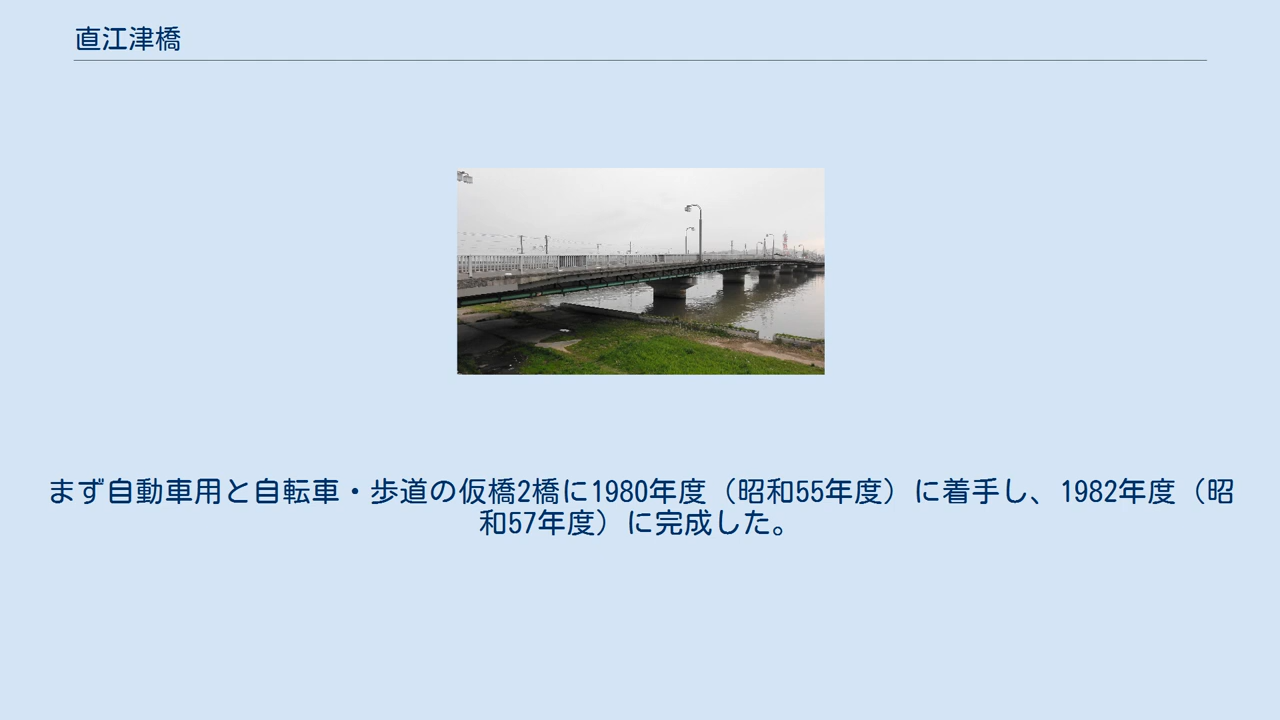 直江津橋
まず自動車用と自転車・歩道の仮橋2橋に1980年度（昭和55年度）に着手し、1982年度（昭
和57年度）に完成した。